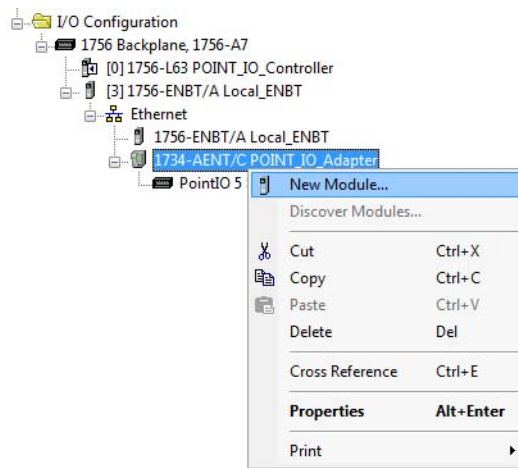 I/O Configuration
1756 Backplane, 1756-A7
[0] 1756-L63 POINT_IO_Controller
[3] 1756-ENBT/A Local_ENBT
Ethernet
1756-ENBT/A Local_ENBT
1734-AENT/C POINT_IO_Adapter
PointIO 5
New Module...
Discover Modules...
Cut Ctrl+X
Copy Ctrl+C
Paste Ctrl+V
Delete Del
Cross Reference Ctrl+E
Properties Alt+Enter
Print